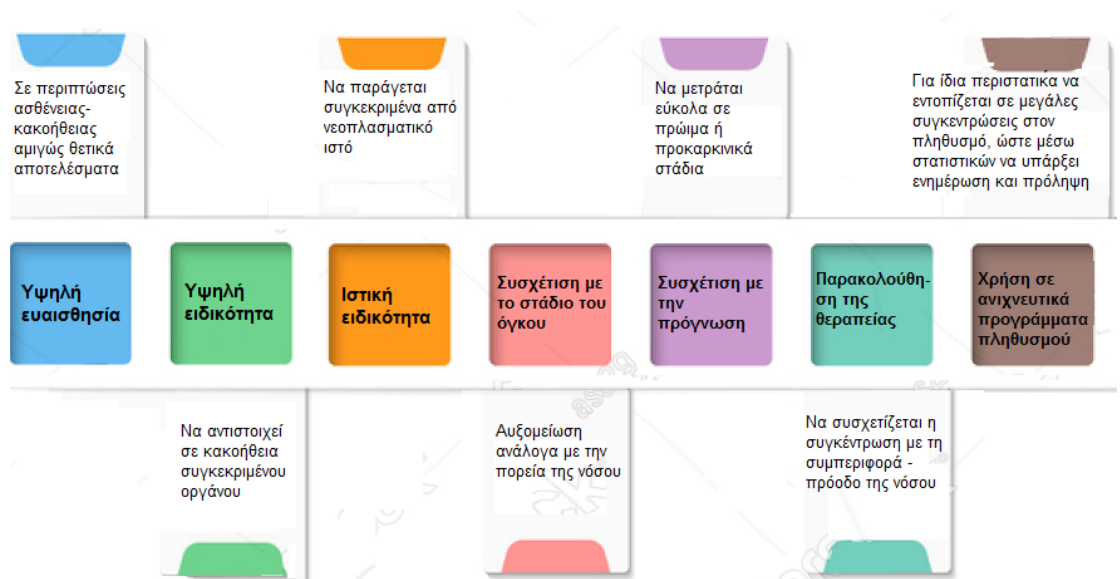 Σε περιπτώσεις
ασθένειας-
κακοήθειας
αμιγώς θετικά
αποτελέσματα
Να παράγεται
συγκεκριμένα από
νεοπλασματικό
ιστό
Να μετράται
εύκολα σε
πρώιμα ή
προκαρκινικά
στάδια
Για ίδια περιστατικά να
εντοπίζεται σε μεγάλες
συγκεντρώσεις στον
πληθυσμό, ώστε μέσω
στατιστικών να υπάρξει
ενημέρωση και πρόληψη
Υψηλή
ευαισθησία
Υψηλή
ειδικότητα
Ιστική
ειδικότητα
Συσχέτιση με
το στάδιο του
όγκου
Συσχέτιση με
την
πρόγνωση
Παρακολούθη-
ση της
θεραπείας
Χρήση σε
ανιχνευτικά
προγράμματα
πληθυσμού
Να αντιστοιχεί
σε κακοήθεια
συγκεκριμένου
οργάνου
Αυξομείωση
ανάλογα με την
πορεία της νόσου
Να συσχετίζεται η
συγκέντρωση με τη
συμπεριφορά -
πρόοδο της νόσου